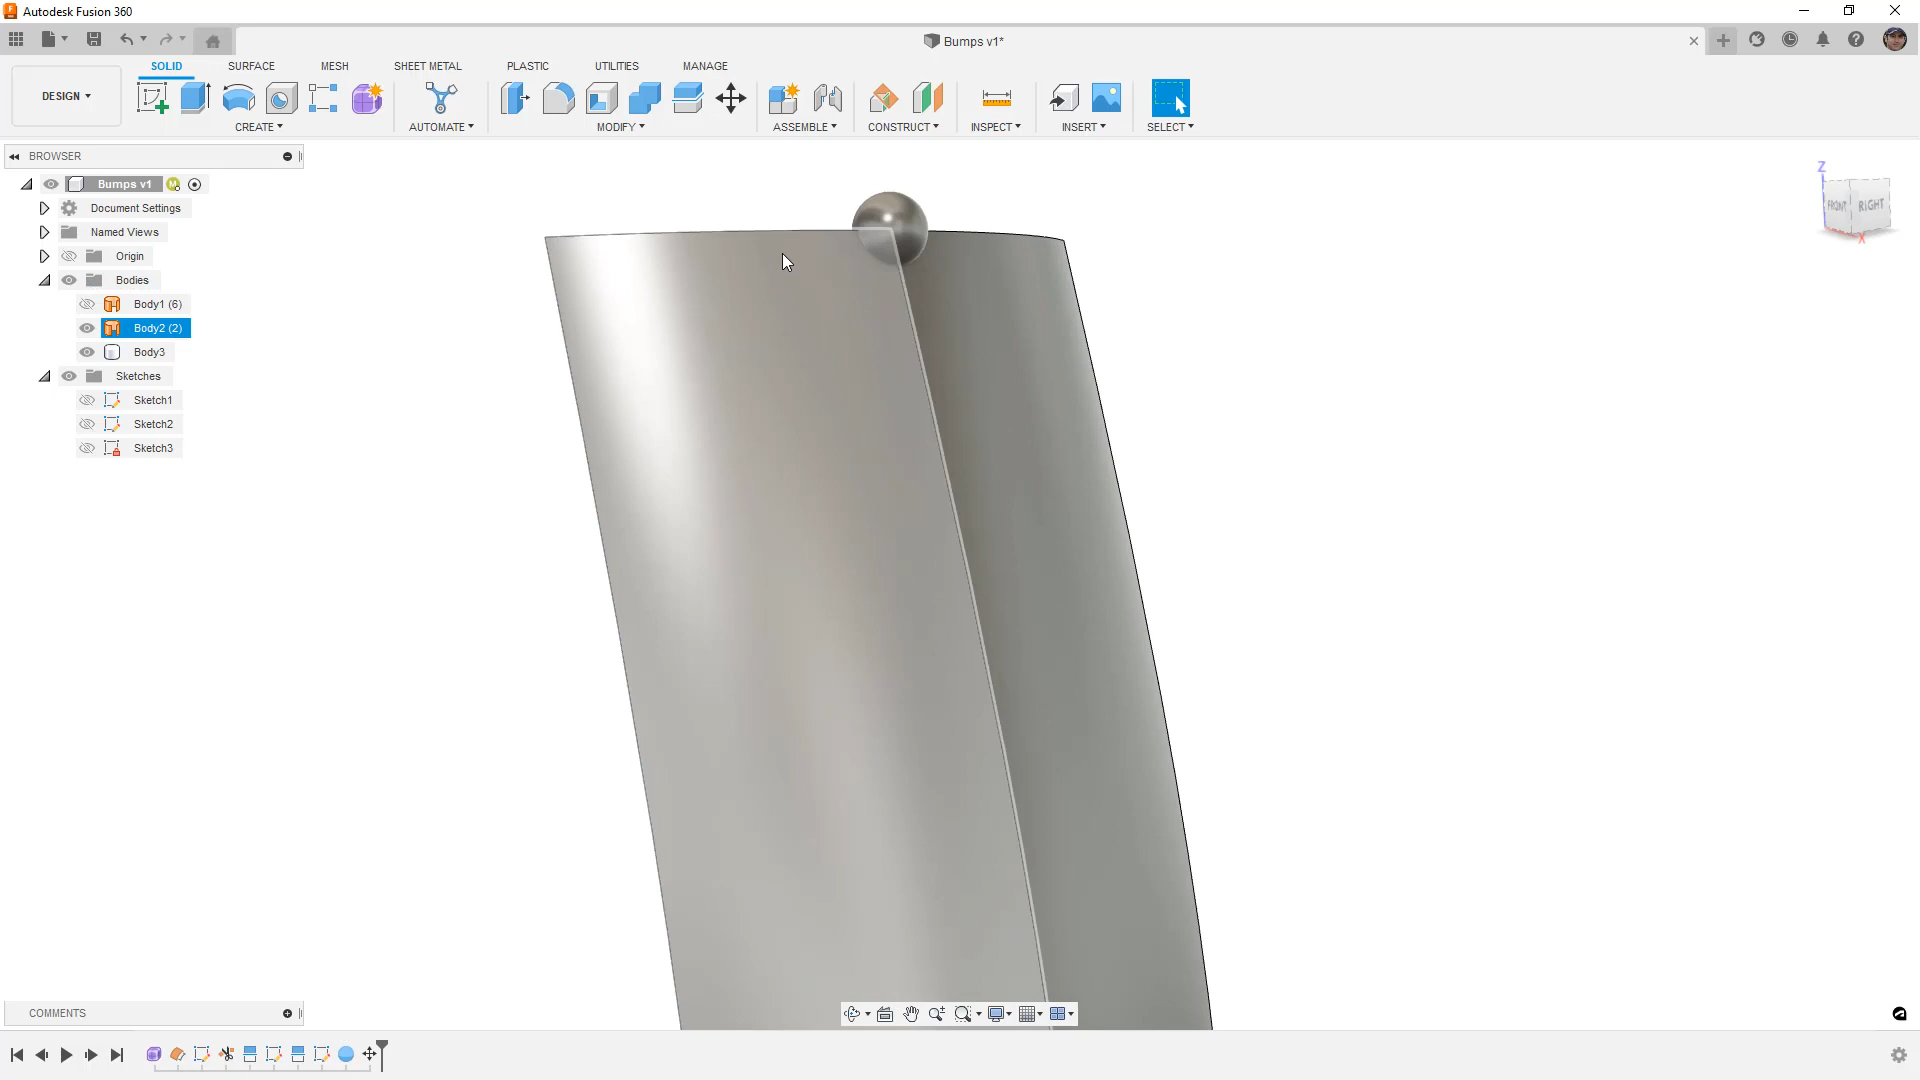 Autodesk Fusion 360
Bumps v1*
SOLID SURFACE MESH SHEET METAL PLASTIC UTILITIES MANAGE
DESIGN
CREATE AUTOMATE MODIFY ASSEMBLE CONSTRUCT INSPECT INSERT SELECT
BROWSER
Bumps v1
Document Settings
Named Views
Origin
Bodies
Body1 (6)
Body2 (2)
Body3
Sketches
Sketch1
Sketch2
Sketch3
Z
FRONT RIGHT
X
COMMENTS